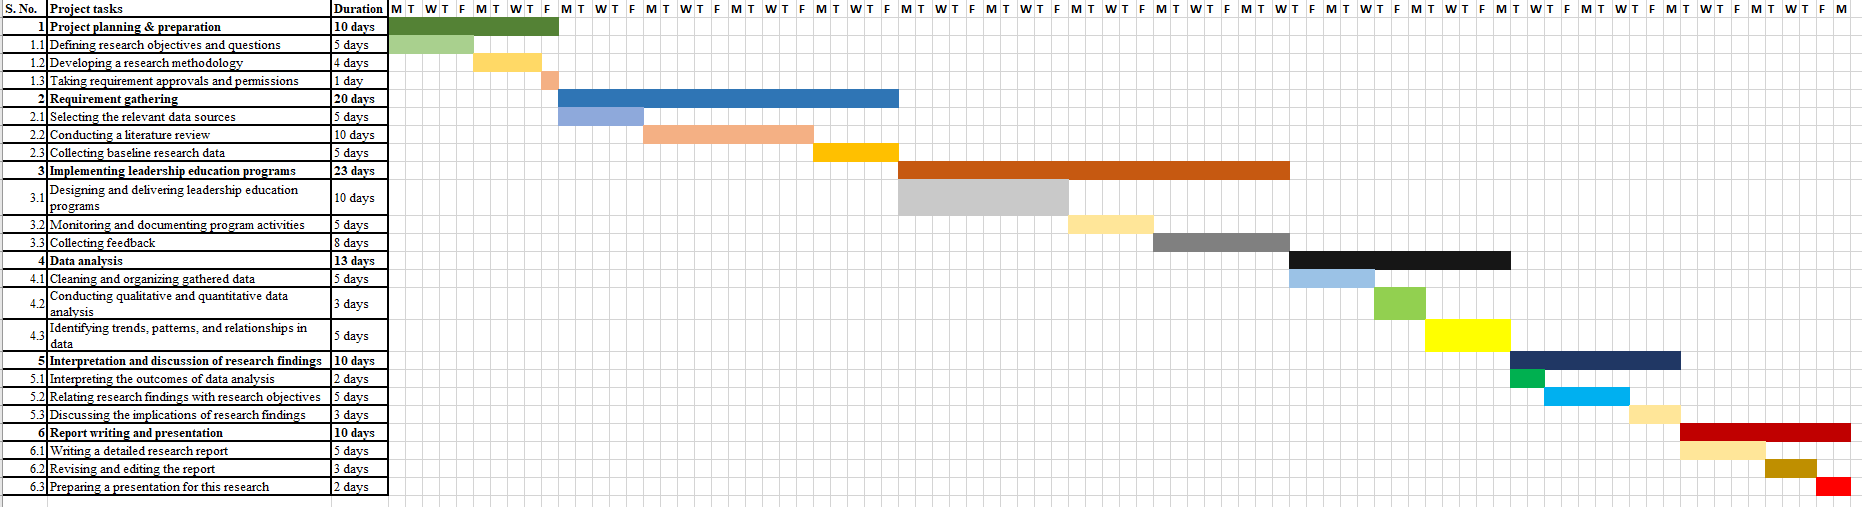 S. No. Project tasks Duration M T W T F M T W T F M T W T F M T W T F M T W T F M T W T F M T W T F M T W T F M T W T F M T W T F M T W T F M T W T F M T W T F M T W T F M T W T F M T W T F M T W T F M T W T F M T W T F M
1 Project planning & preparation 10 days
1.1 Defining research objectives and questions 5 days
1.2 Developing a research methodology 4 days
1.3 Taking requirement approvals and permissions 1 day
2 Requirement gathering 20 days
2.1 Selecting the relevant data sources 5 days
2.2 Conducting a literature review 10 days
2.3 Collecting baseline research data 5 days
3 Implementing leadership education programs 23 days
3.1 Designing and delivering leadership education
programs 10 days
3.2 Monitoring and documenting program activities 5 days
3.3 Collecting feedback 8 days
4 Data analysis 13 days
4.1 Cleaning and organizing gathered data 5 days
4.2 Conducting qualitative and quantitative data
analysis 3 days
4.3 Identifying trends, patterns, and relationships in
data 5 days
5 Interpretation and discussion of research findings 10 days
5.1 Interpreting the outcomes of data analysis 2 days
5.2 Relating research findings with research objectives 5 days
5.3 Discussing the implications of research findings 3 days
6 Report writing and presentation 10 days
6.1 Writing a detailed research report 5 days
6.2 Revising and editing the report 3 days
6.3 Preparing a presentation for this research 2 days